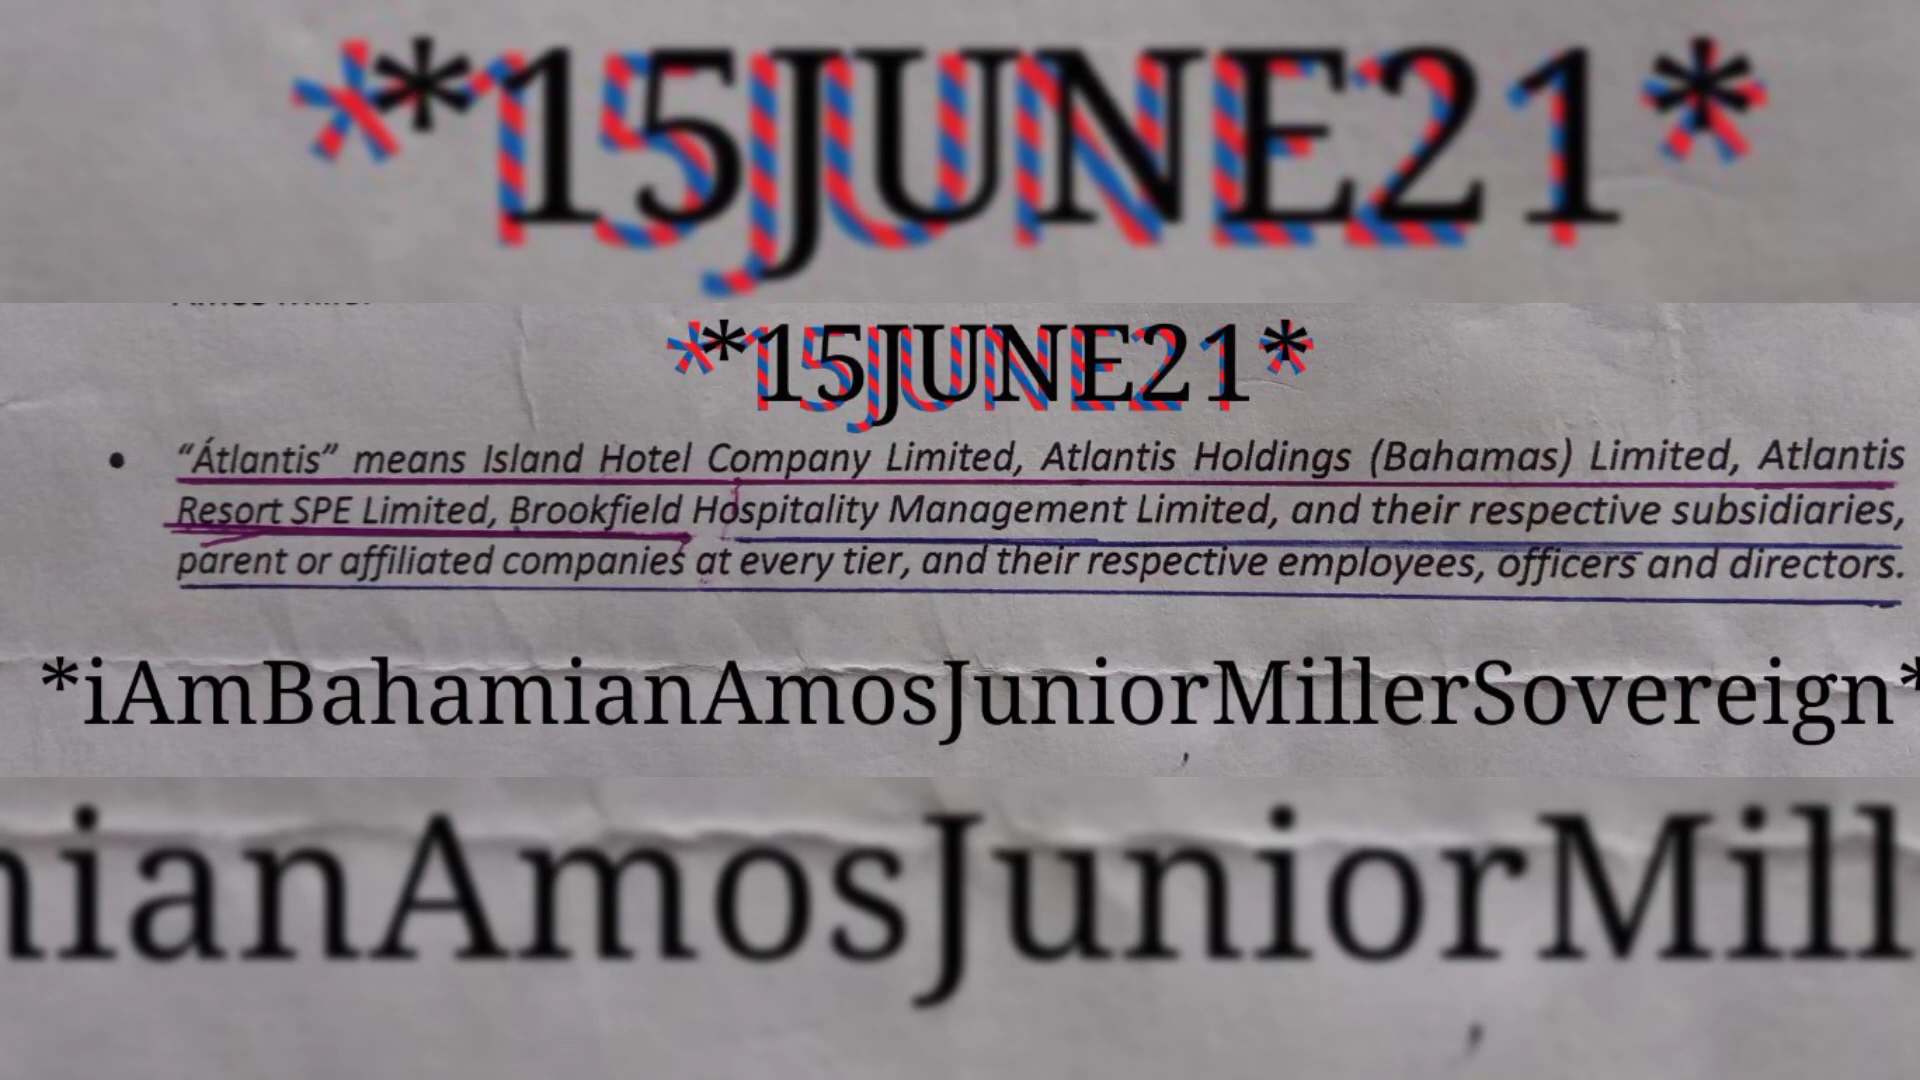 *15JUNE21*
*15JUNE21*
• “Átlantis” means Island Hotel Company Limited, Atlantis Holdings (Bahamas) Limited, Atlantis
Resort SPE Limited, Brookfield Hospitality Management Limited, and their respective subsidiaries,
parent or affiliated companies at every tier, and their respective employees, officers and directors.
*iAmBahamianAmosJuniorMillerSovereign*
nianAmosJuniorMill